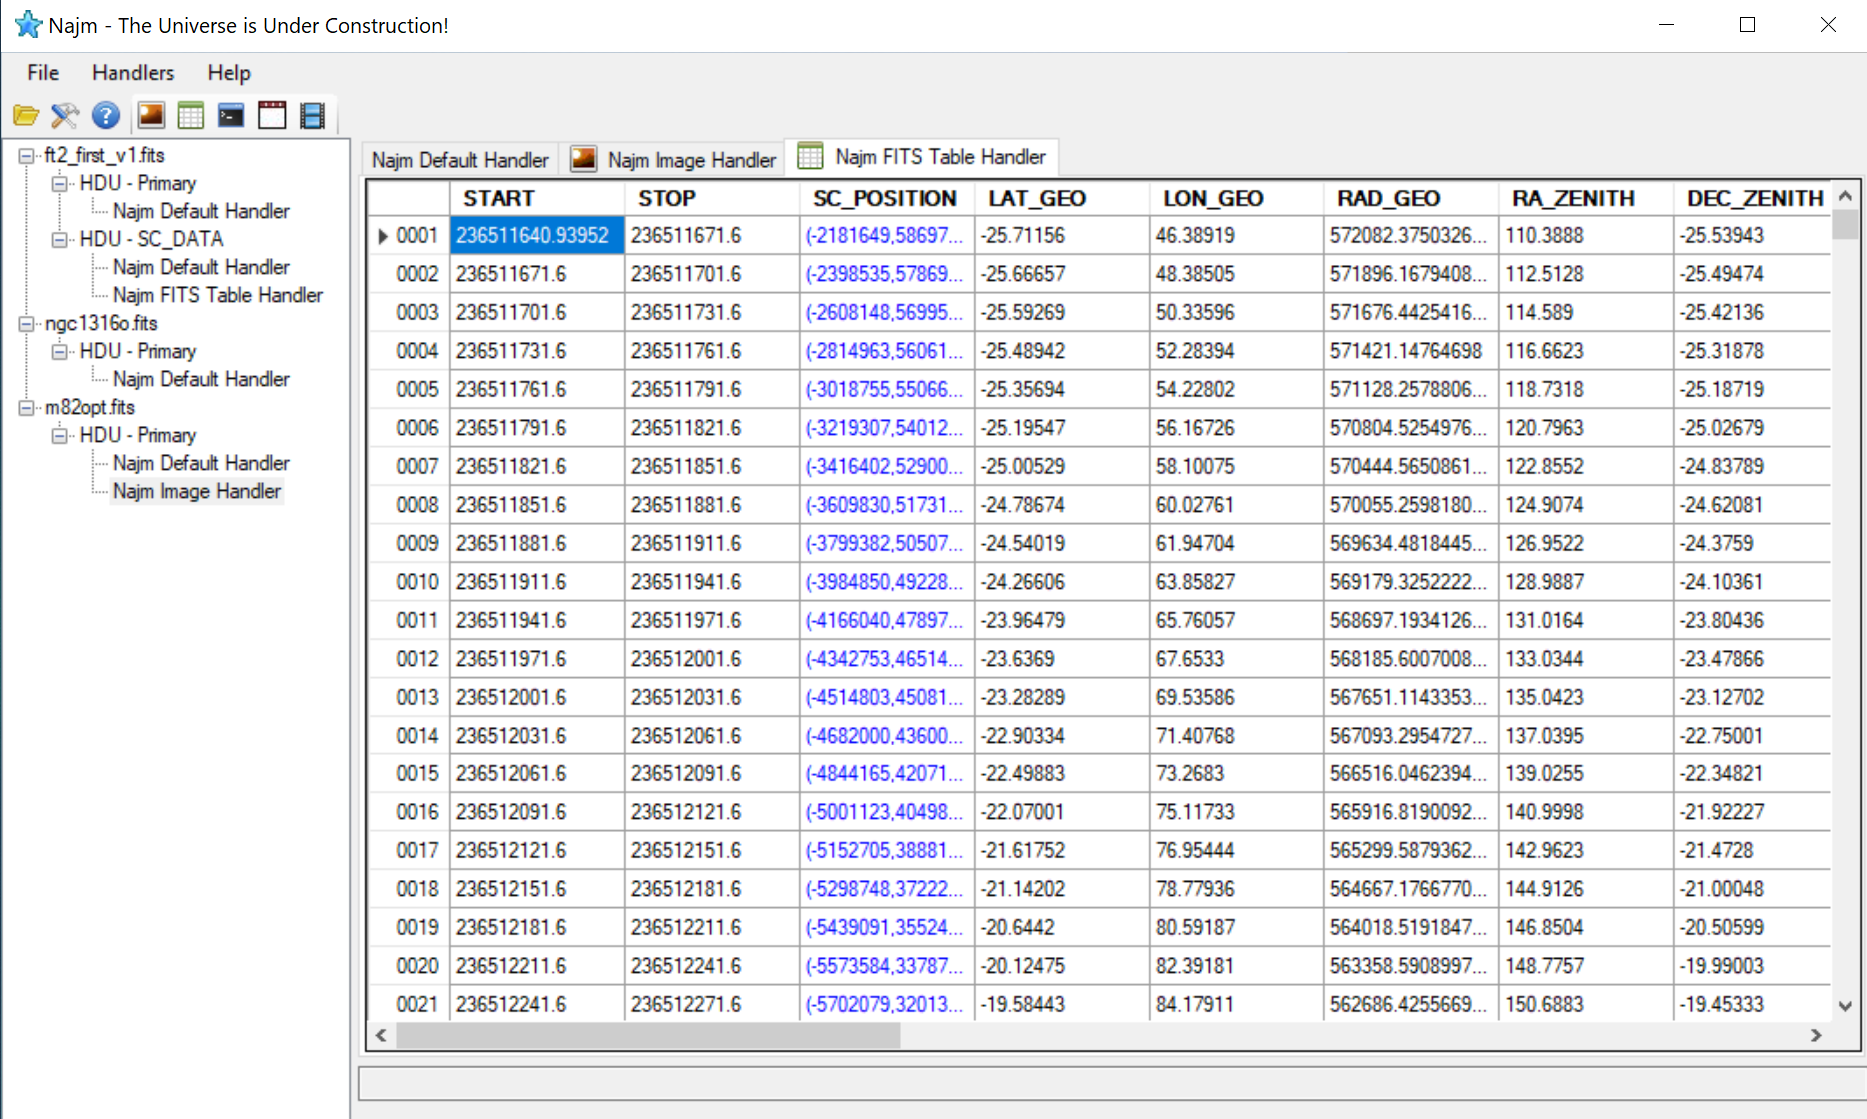 Najm - The Universe is Under Construction!
File Handlers Help
ft2_first_v1.fits
HDU - Primary
Najm Default Handler
HDU - SC_DATA
Najm Default Handler
Najm FITS Table Handler
ngc1316o.fits
HDU - Primary
Najm Default Handler
m82opt.fits
HDU - Primary
Najm Default Handler
Najm Image Handler
Najm Default Handler Najm Image Handler Najm FITS Table Handler
START STOP SC_POSITION LAT_GEO LON_GEO RAD_GEO RA_ZENITH DEC_ZENITH
0001 236511640.93952 236511671.6 (-2181649,58697... -25.71156 46.38919 572082.3750326... 110.3888 -25.53943
0002 236511671.6 236511701.6 (-2398535,57869... -25.66657 48.38505 571896.1679408... 112.5128 -25.49474
0003 236511701.6 236511731.6 (-2608148,56995... -25.59269 50.33596 571676.4425416... 114.589 -25.42136
0004 236511731.6 236511761.6 (-2814963,56061... -25.48942 52.28394 571421.14764698 116.6623 -25.31878
0005 236511761.6 236511791.6 (-3018755,55066... -25.35694 54.22802 571128.2578806... 118.7318 -25.18719
0006 236511791.6 236511821.6 (-3219307,54012... -25.19547 56.16726 570804.5254976... 120.7963 -25.02679
0007 236511821.6 236511851.6 (-3416402,52900... -25.00529 58.10075 570444.5650861... 122.8552 -24.83789
0008 236511851.6 236511881.6 (-3609830,51731... -24.78674 60.02761 570055.2598180... 124.9074 -24.62081
0009 236511881.6 236511911.6 (-3799382,50507... -24.54019 61.94704 569634.4818445... 126.9522 -24.3759
0010 236511911.6 236511941.6 (-3984850,49228... -24.26606 63.85827 569179.3252222... 128.9887 -24.10361
0011 236511941.6 236511971.6 (-4166040,47897... -23.96479 65.76057 568697.1934126... 131.0164 -23.80436
0012 236511971.6 236512001.6 (-4342753,46514... -23.6369 67.6533 568185.6007008... 133.0344 -23.47866
0013 236512001.6 236512031.6 (-4514803,45081... -23.28289 69.53586 567651.1143353... 135.0423 -23.12702
0014 236512031.6 236512061.6 (-4682000,43600... -22.90334 71.40768 567093.2954727... 137.0395 -22.75001
0015 236512061.6 236512091.6 (-4844165,42071... -22.49883 73.2683 566516.0462394... 139.0255 -22.34821
0016 236512091.6 236512121.6 (-5001123,40498... -22.07001 75.11733 565916.8190092... 140.9998 -21.92227
0017 236512121.6 236512151.6 (-5152705,38881... -21.61752 76.95444 565299.5879362... 142.9623 -21.4728
0018 236512151.6 236512181.6 (-5298748,37222... -21.14202 78.77936 564667.1766770... 144.9126 -21.00048
0019 236512181.6 236512211.6 (-5439091,35524... -20.6442 80.59187 564018.5191847... 146.8504 -20.50599
0020 236512211.6 236512241.6 (-5573584,33787... -20.12475 82.39181 563358.5908997... 148.7757 -19.99003
0021 236512241.6 236512271.6 (-5702079,32013... -19.58443 84.17911 562686.4255669... 150.6883 -19.45333